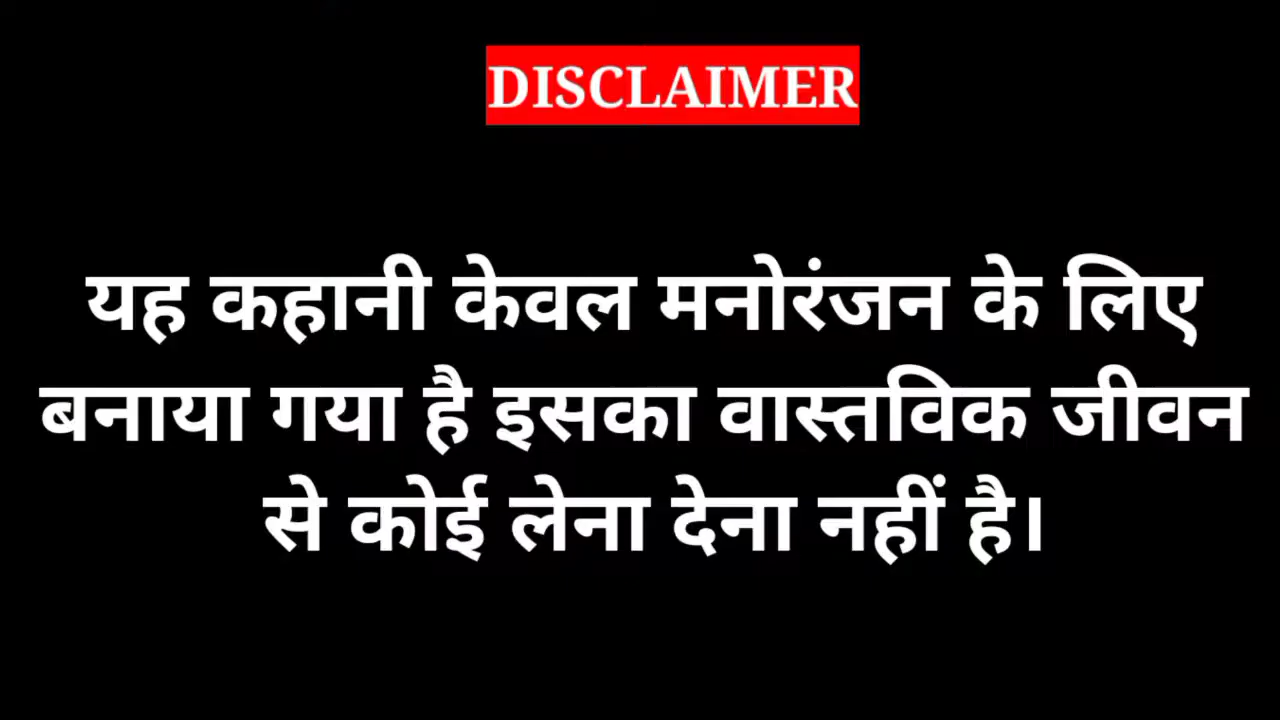 DISCLAIMER
यह कहानी केवल मनोरंजन के लिए
बनाया गया है इसका वास्तविक जीवन
से कोई लेना देना नहीं है।